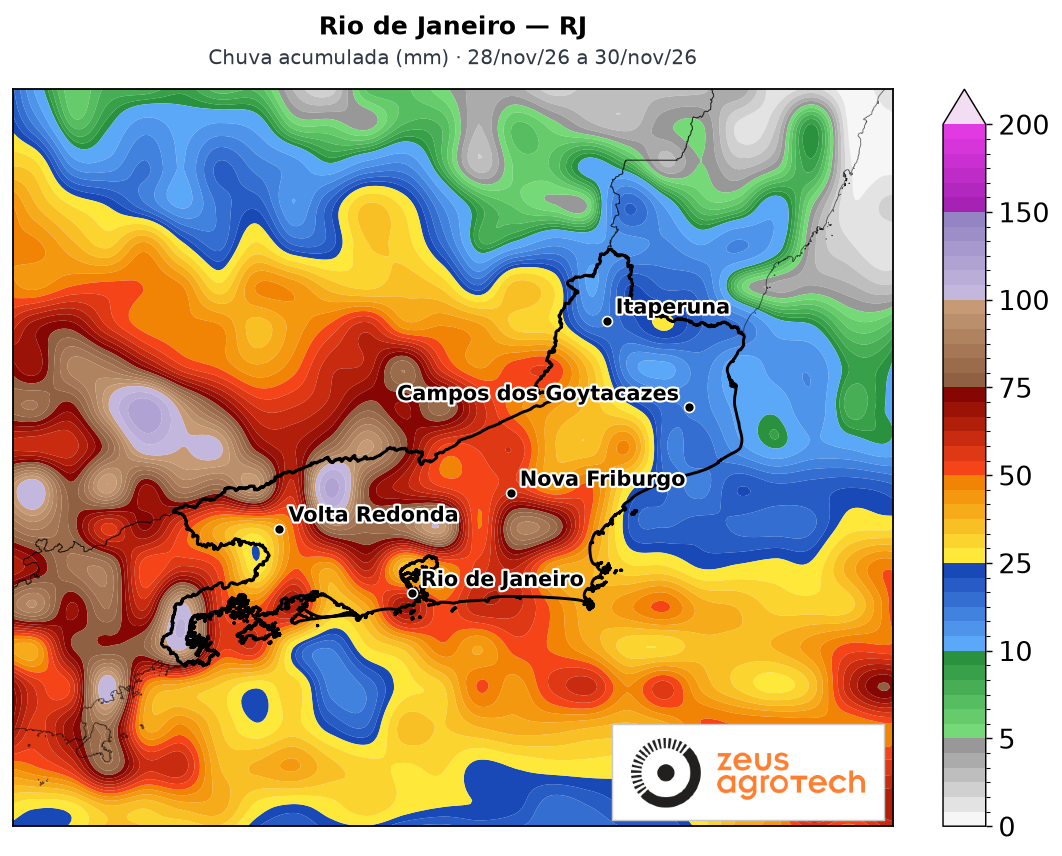 Rio de Janeiro — RJ
Chuva acumulada (mm) · 28/nov/26 a 30/nov/26
200
150
100
75
50
25
10
5
0
Itaperuna
Campos dos Goytacazes
Nova Friburgo
Volta Redonda
Rio de Janeiro
zeus
agrotech